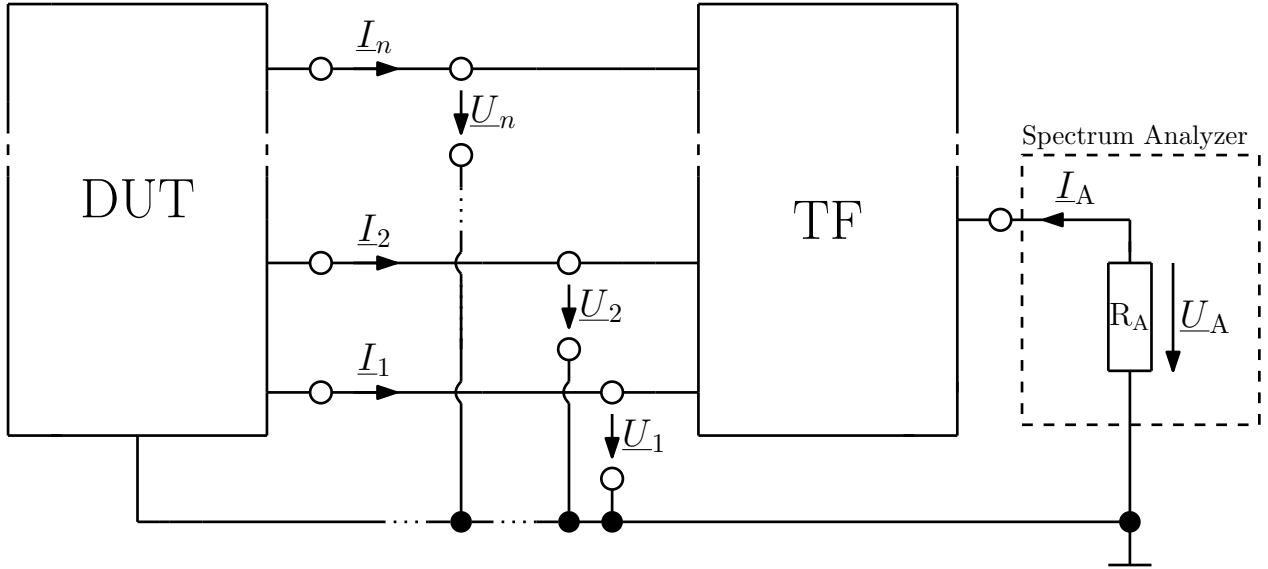 I_n
U_n
Spectrum Analyzer
DUT
TF
I_A
I_2
U_2
R_A
U_A
I_1
U_1